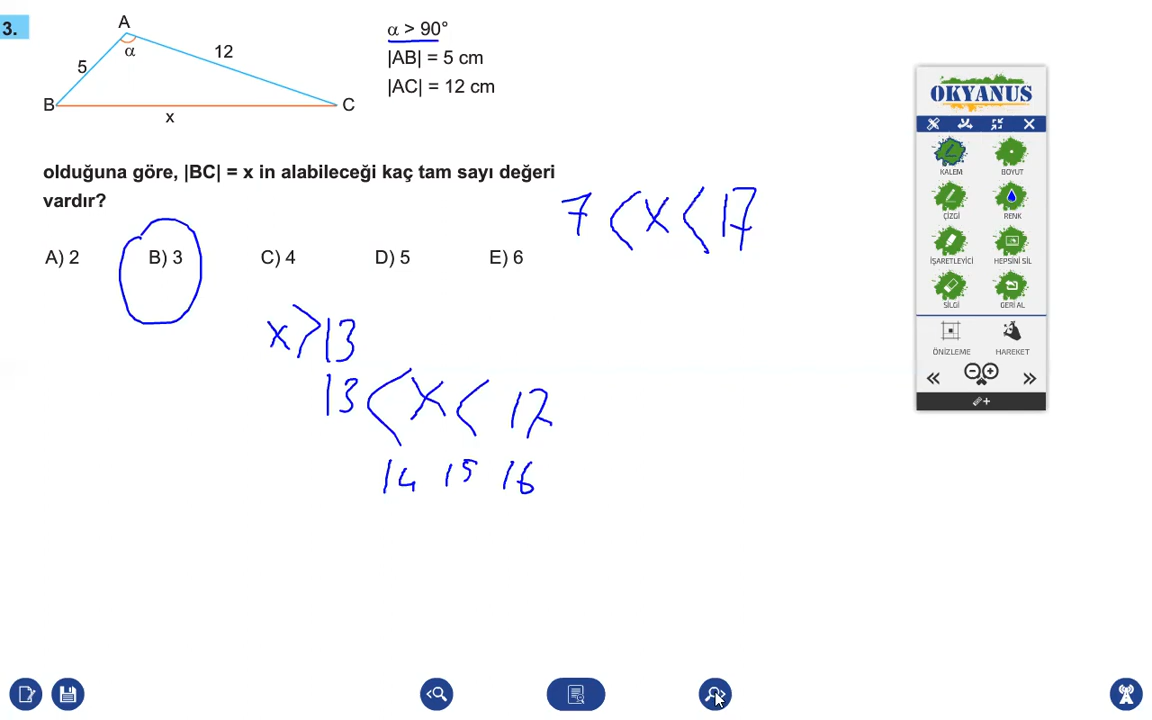 3.
A
α
5
12
B
C
x
α > 90°
|AB| = 5 cm
|AC| = 12 cm
olduğuna göre, |BC| = x in alabileceği kaç tam sayı değeri
vardır?
A) 2 B) 3 C) 4 D) 5 E) 6
7 < x < 17
x > 13
13 < x < 17
14 15 16
OKYANUS
KALEM BOYUT
ÇİZGİ RENK
İŞARETLEYİCİ HEPSİNİ SİL
SİLGİ GERİ AL
ÖNİZLEME HAREKET